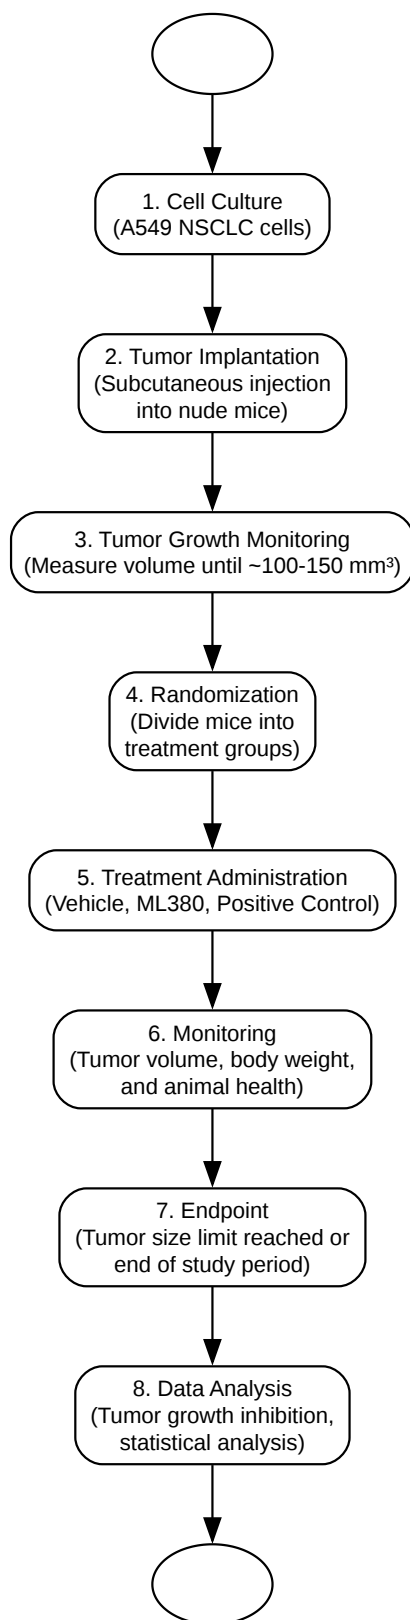 1. Cell Culture
(A549 NSCLC cells)
2. Tumor Implantation
(Subcutaneous injection
into nude mice)
3. Tumor Growth Monitoring
(Measure volume until ~100-150 mm³)
4. Randomization
(Divide mice into
treatment groups)
5. Treatment Administration
(Vehicle, ML380, Positive Control)
6. Monitoring
(Tumor volume, body weight,
and animal health)
7. Endpoint
(Tumor size limit reached or
end of study period)
8. Data Analysis
(Tumor growth inhibition,
statistical analysis)